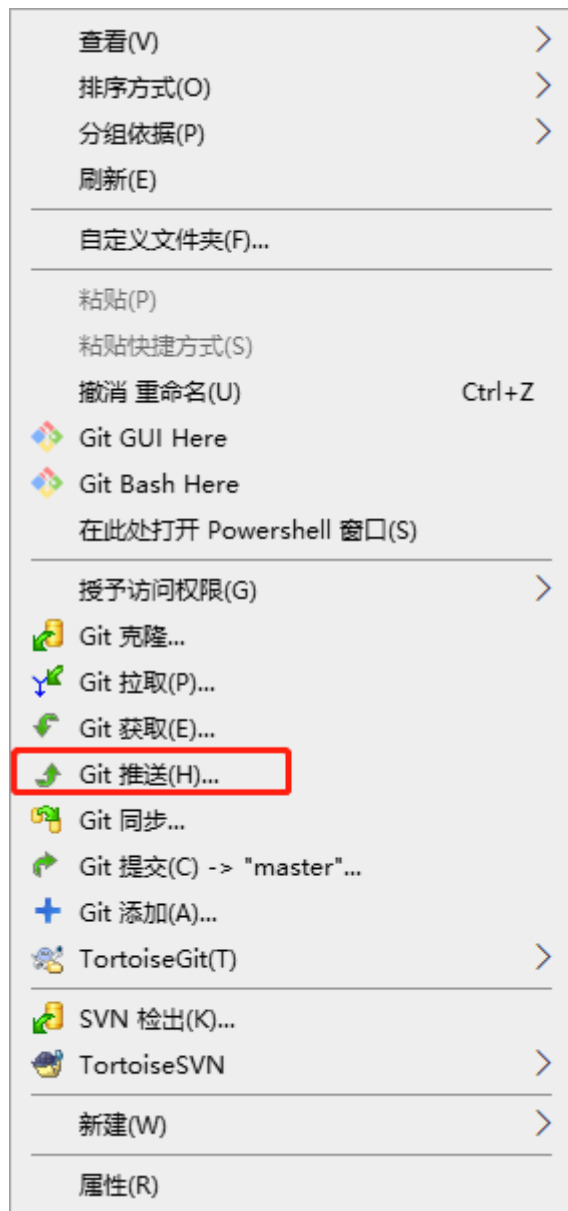 查看(V)
排序方式(O)
分组依据(P)
刷新(E)
自定义文件夹(F)...
粘贴(P)
粘贴快捷方式(S)
撤消 重命名(U) Ctrl+Z
Git GUI Here
Git Bash Here
在此处打开 Powershell 窗口(S)
授予访问权限(G)
Git 克隆...
Git 拉取(P)...
Git 获取(E)...
Git 推送(H)...
Git 同步...
Git 提交(C) -> "master"...
Git 添加(A)...
TortoiseGit(T)
SVN 检出(K)...
TortoiseSVN
新建(W)
属性(R)